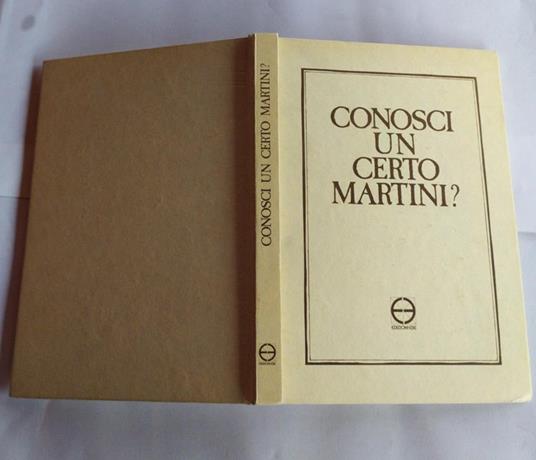 CONOSCI UN CERTO MARTINI?
CONOSCI
UN
CERTO
MARTINI?